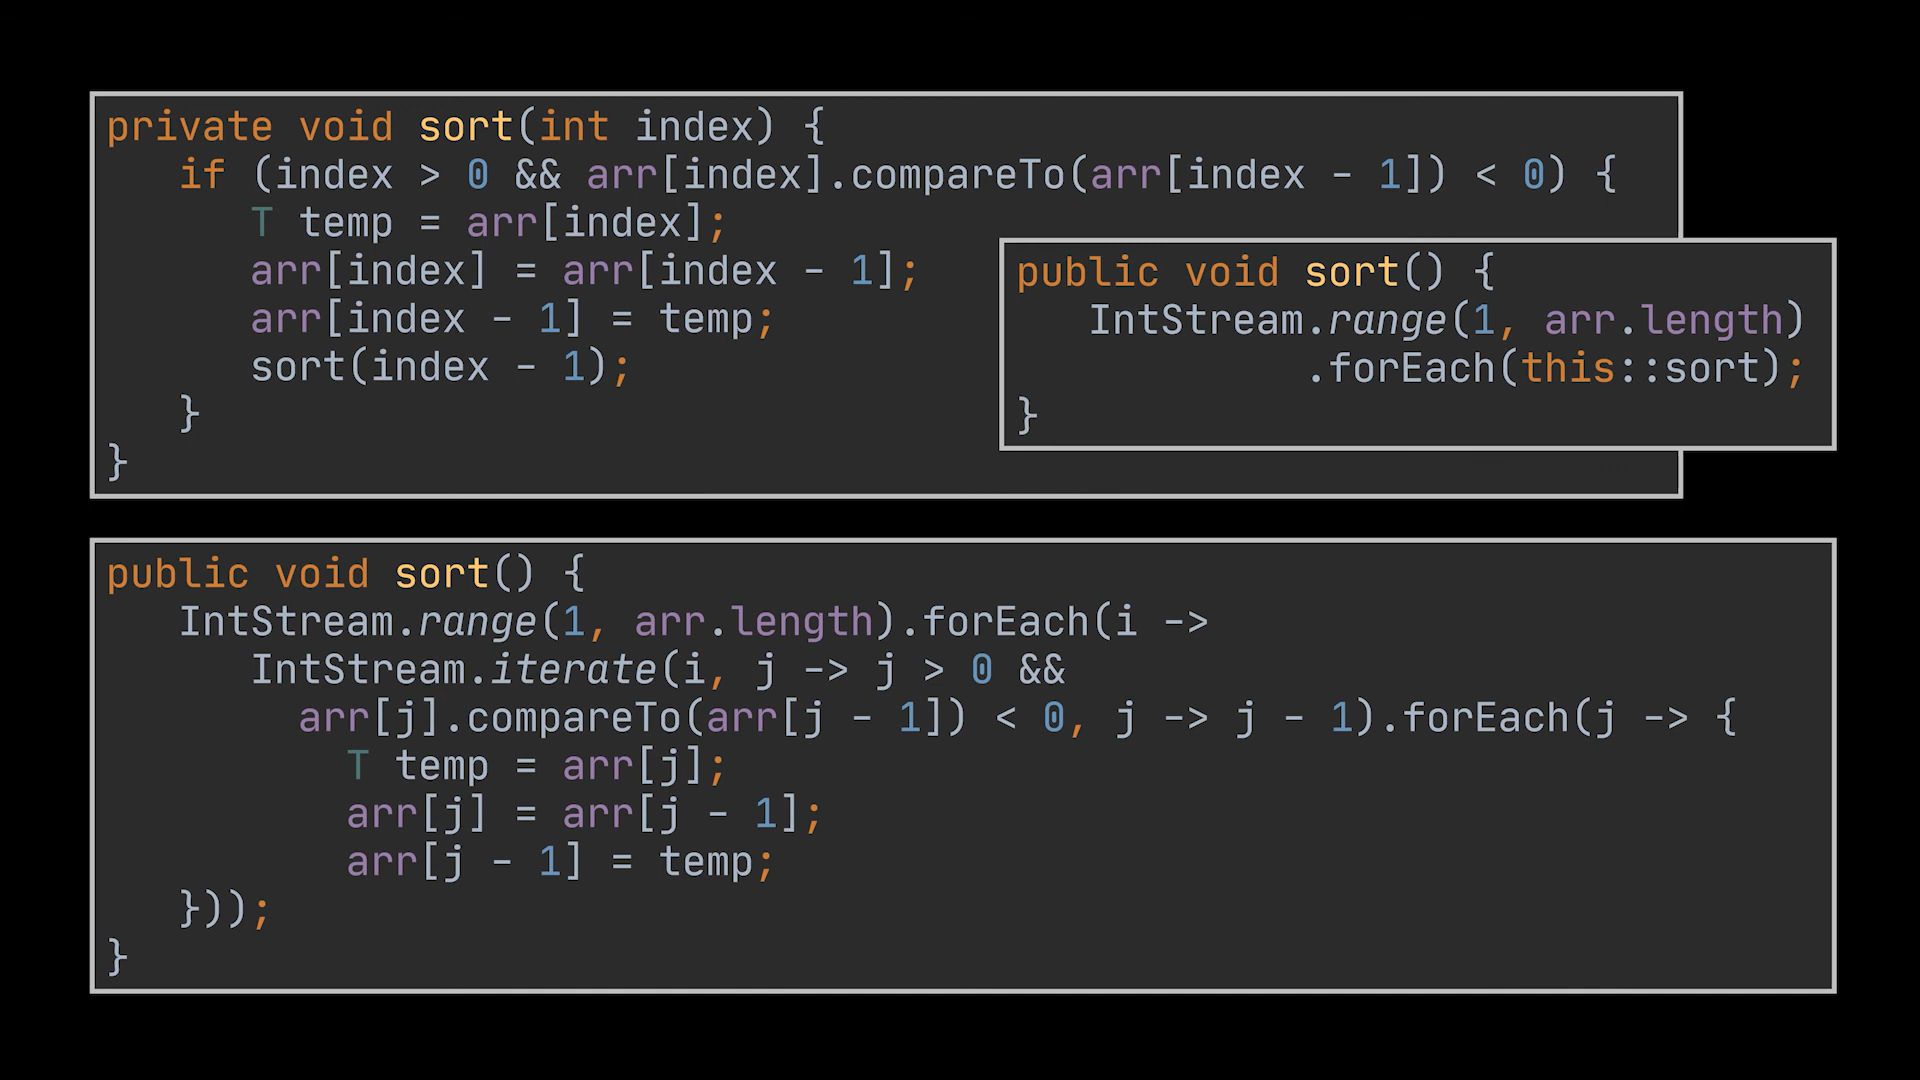 private void sort(int index) {
   if (index > 0 && arr[index].compareTo(arr[index - 1]) < 0) {
      T temp = arr[index];
      arr[index] = arr[index - 1];
      arr[index - 1] = temp;
      sort(index - 1);
   }
}
public void sort() {
   IntStream.range(1, arr.length)
            .forEach(this::sort);
}
public void sort() {
   IntStream.range(1, arr.length).forEach(i ->
      IntStream.iterate(i, j -> j > 0 &&
        arr[j].compareTo(arr[j - 1]) < 0, j -> j - 1).forEach(j -> {
          T temp = arr[j];
          arr[j] = arr[j - 1];
          arr[j - 1] = temp;
   }));
}